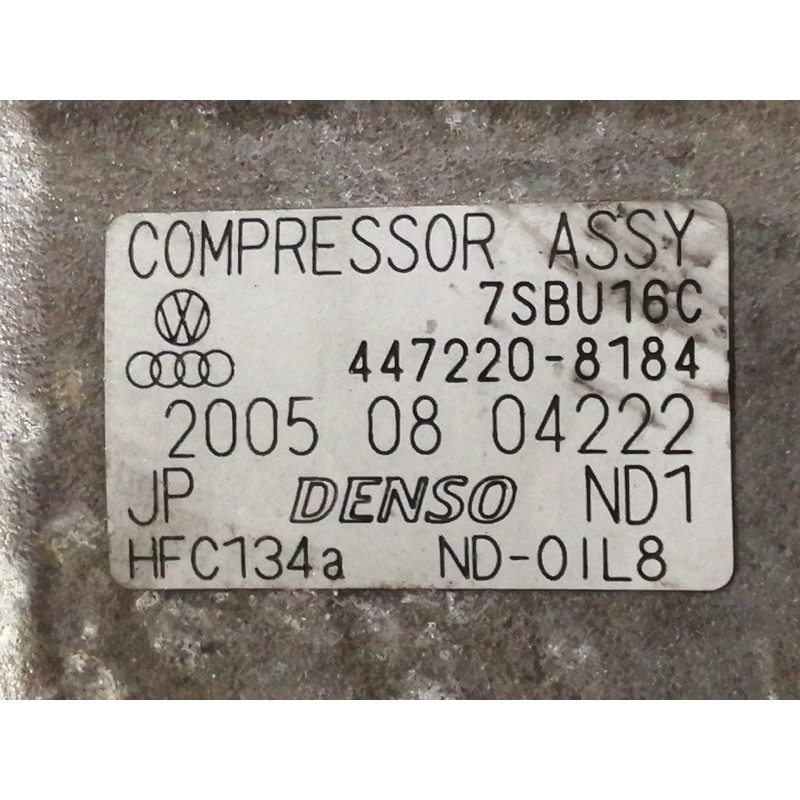 COMPRESSOR ASSY
7SBU16C
447220-8184
2005 08 04222
JP DENSO ND1
HFC134a ND-OIL8